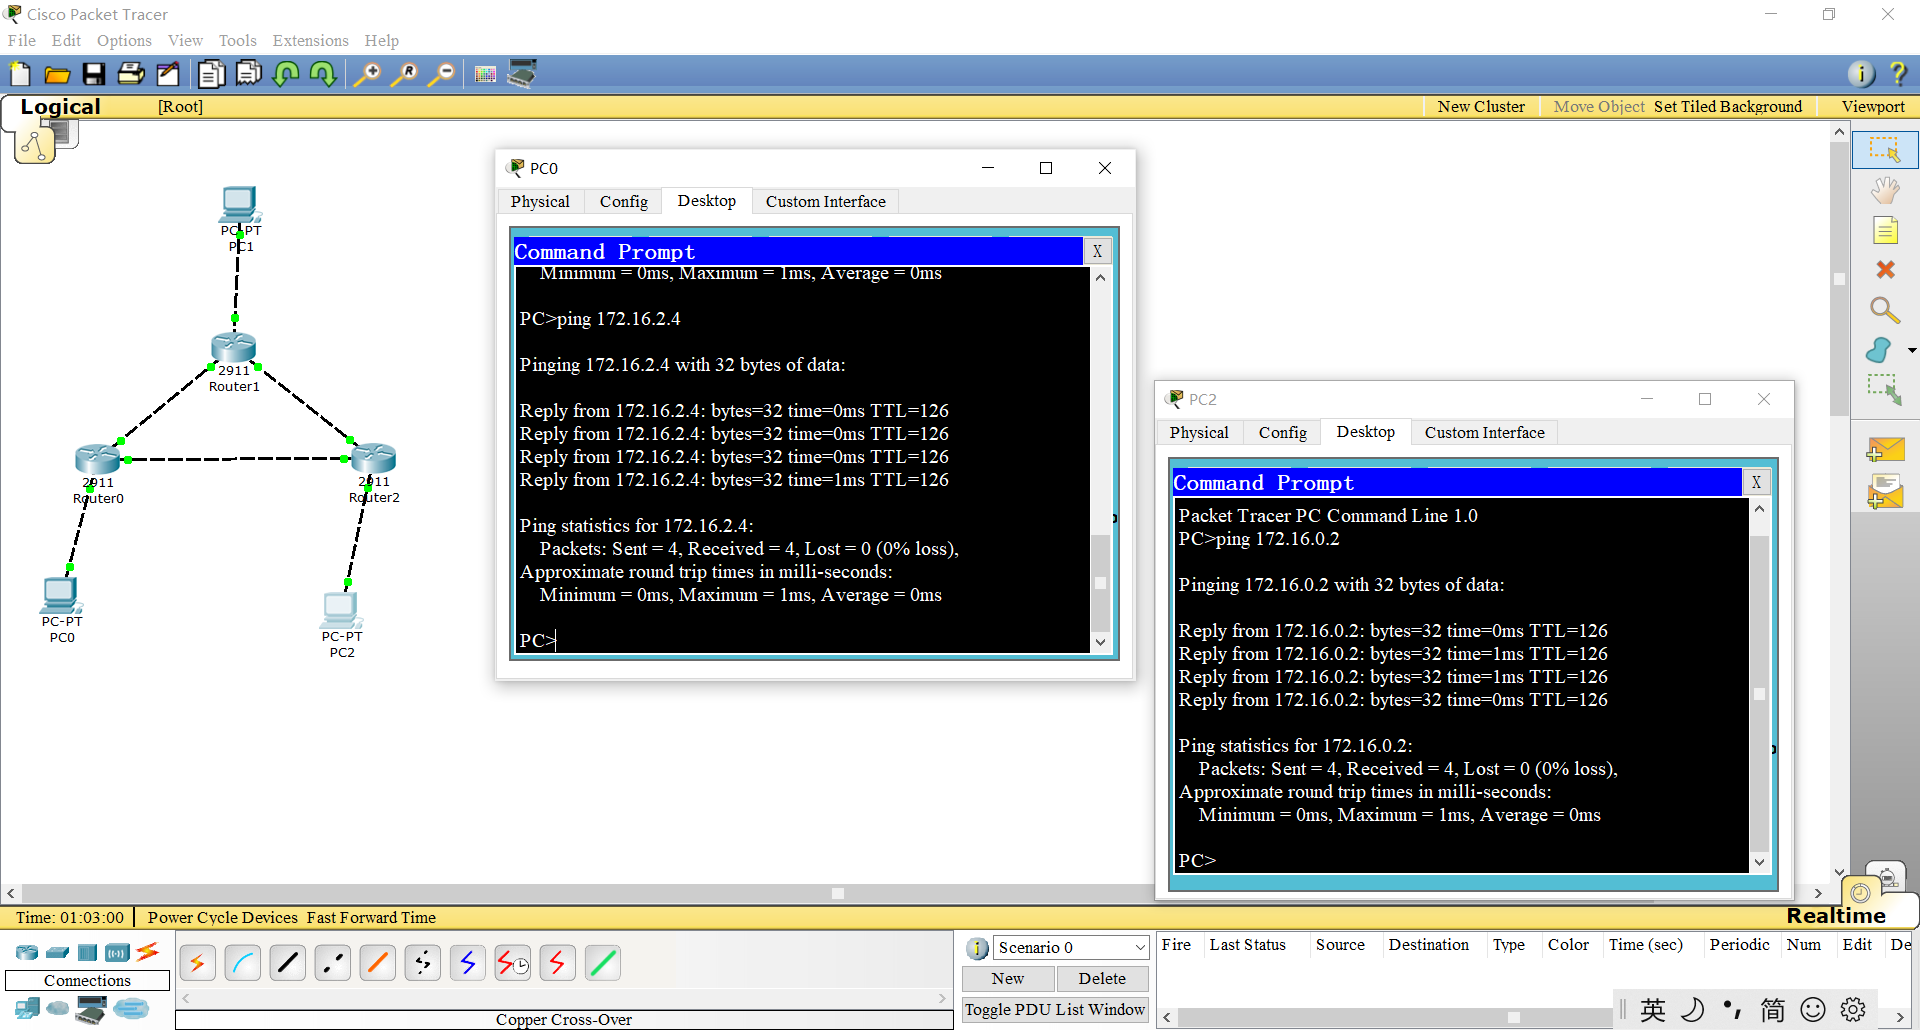 Cisco Packet Tracer
File Edit Options View Tools Extensions Help
Logical [Root] New Cluster Move Object Set Tiled Background Viewport
PC-PT
PC1
2911
Router1
2911
Router0
2911
Router2
PC-PT
PC0
PC-PT
PC2
PC0
Physical Config Desktop Custom Interface
Command Prompt X
Minimum = 0ms, Maximum = 1ms, Average = 0ms
PC>ping 172.16.2.4
Pinging 172.16.2.4 with 32 bytes of data:
Reply from 172.16.2.4: bytes=32 time=0ms TTL=126
Reply from 172.16.2.4: bytes=32 time=0ms TTL=126
Reply from 172.16.2.4: bytes=32 time=0ms TTL=126
Reply from 172.16.2.4: bytes=32 time=1ms TTL=126
Ping statistics for 172.16.2.4:
Packets: Sent = 4, Received = 4, Lost = 0 (0% loss),
Approximate round trip times in milli-seconds:
Minimum = 0ms, Maximum = 1ms, Average = 0ms
PC>
PC2
Physical Config Desktop Custom Interface
Command Prompt X
Packet Tracer PC Command Line 1.0
PC>ping 172.16.0.2
Pinging 172.16.0.2 with 32 bytes of data:
Reply from 172.16.0.2: bytes=32 time=0ms TTL=126
Reply from 172.16.0.2: bytes=32 time=1ms TTL=126
Reply from 172.16.0.2: bytes=32 time=1ms TTL=126
Reply from 172.16.0.2: bytes=32 time=0ms TTL=126
Ping statistics for 172.16.0.2:
Packets: Sent = 4, Received = 4, Lost = 0 (0% loss),
Approximate round trip times in milli-seconds:
Minimum = 0ms, Maximum = 1ms, Average = 0ms
PC>
Time: 01:03:00 Power Cycle Devices Fast Forward Time
Realtime
Connections
Copper Cross-Over
Scenario 0
New Delete
Toggle PDU List Window
Fire Last Status Source Destination Type Color Time (sec) Periodic Num Edit De
英 简